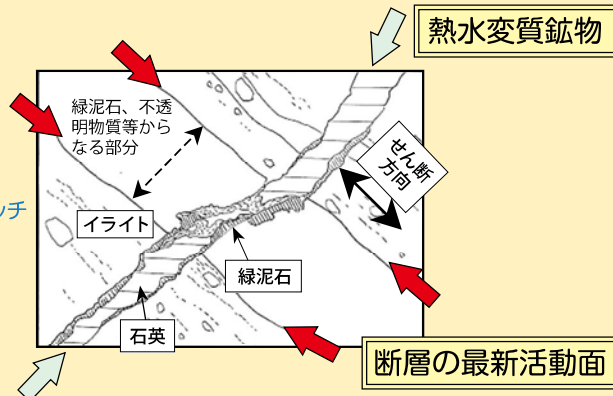 熱水変質鉱物
緑泥石、不透
明物質等から
なる部分
せん断
方向
ッチ
イライト
緑泥石
石英
断層の最新活動面